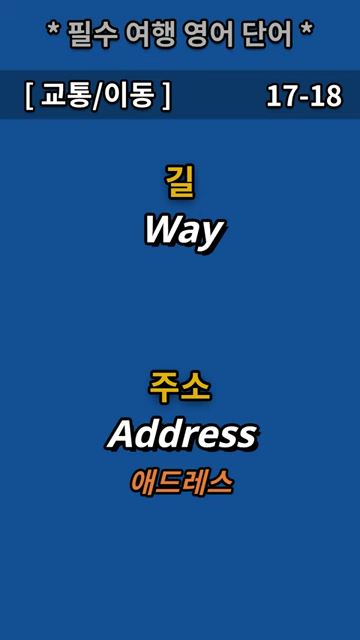 * 필수 여행 영어 단어 *
[ 교통/이동 ] 17-18
길
Way
주소
Address
애드레스